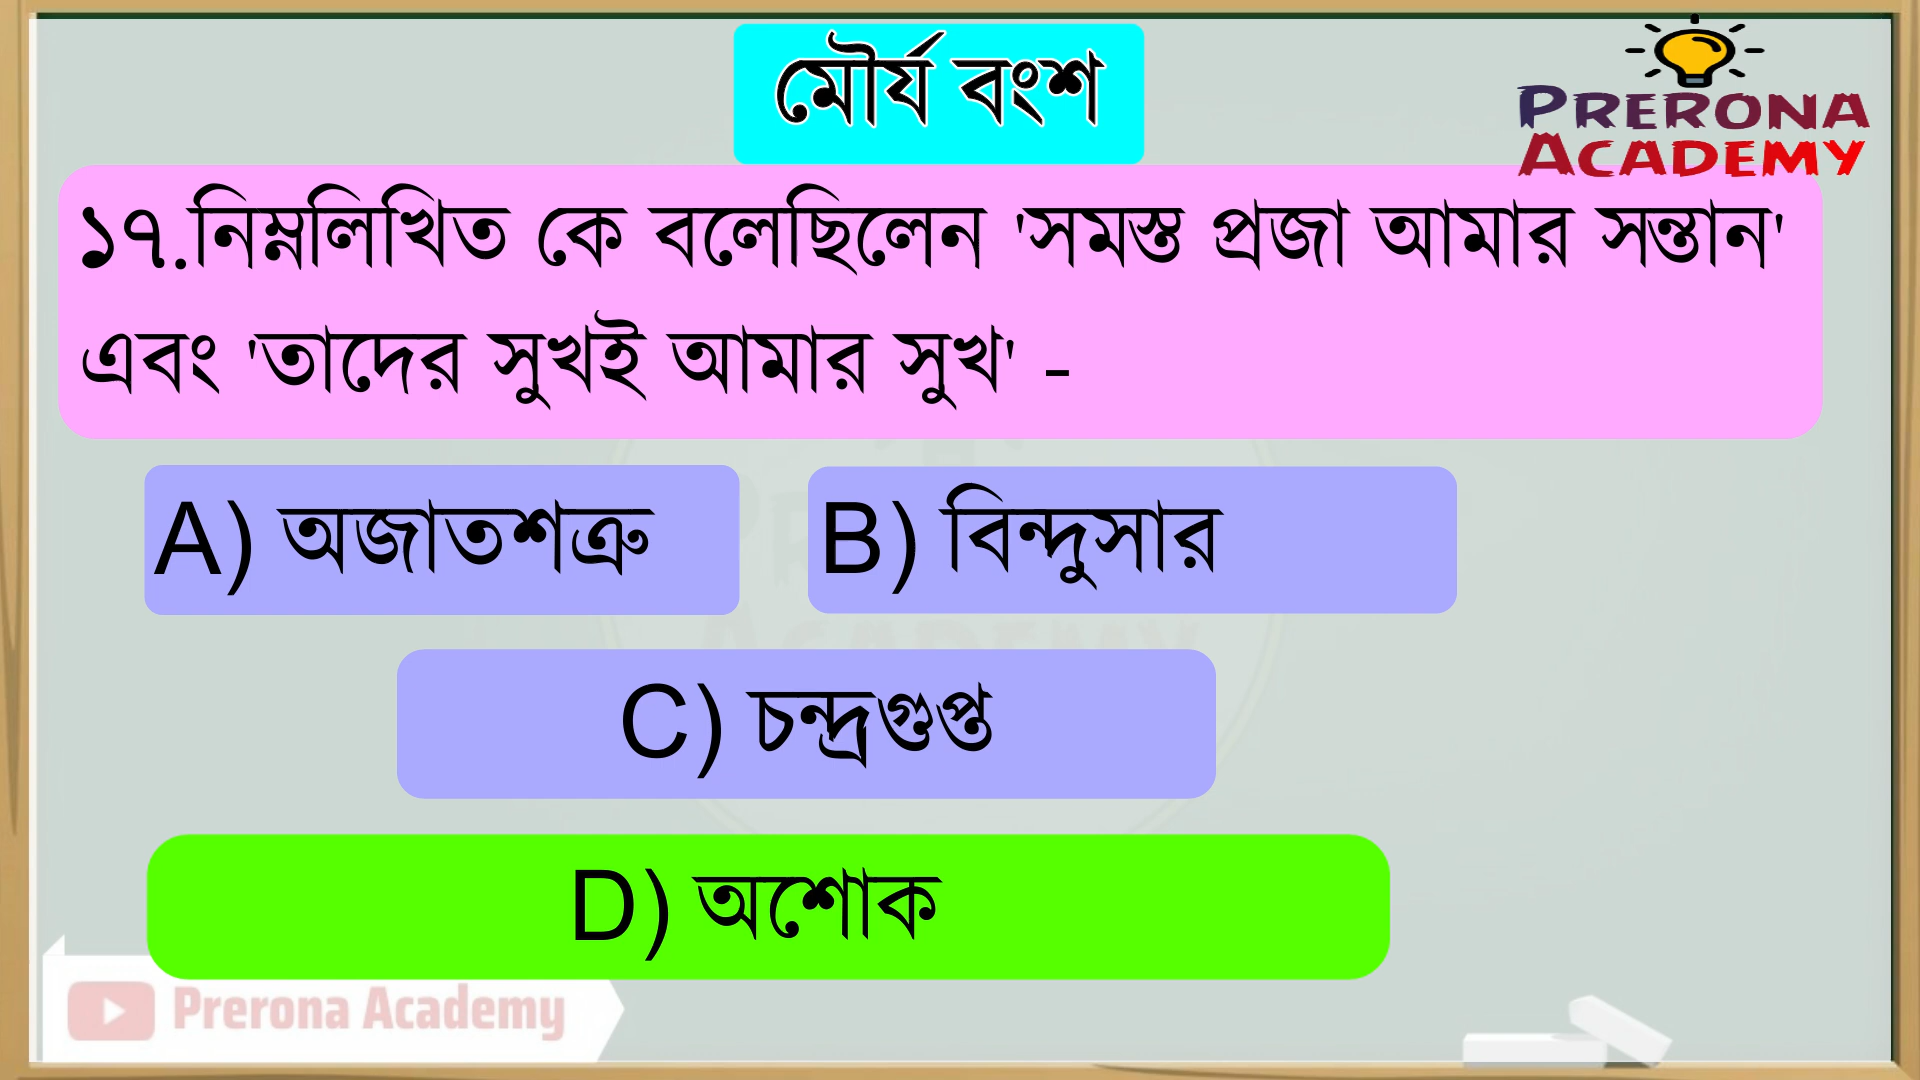 মৌর্য বংশ
PRERONA
ACADEMY
১৭.নিম্নলিখিত কে বলেছিলেন 'সমস্ত প্রজা আমার সন্তান'
এবং 'তাদের সুখই আমার সুখ' -
A) অজাতশত্রু
B) বিন্দুসার
C) চন্দ্রগুপ্ত
D) অশোক
Prerona Academy